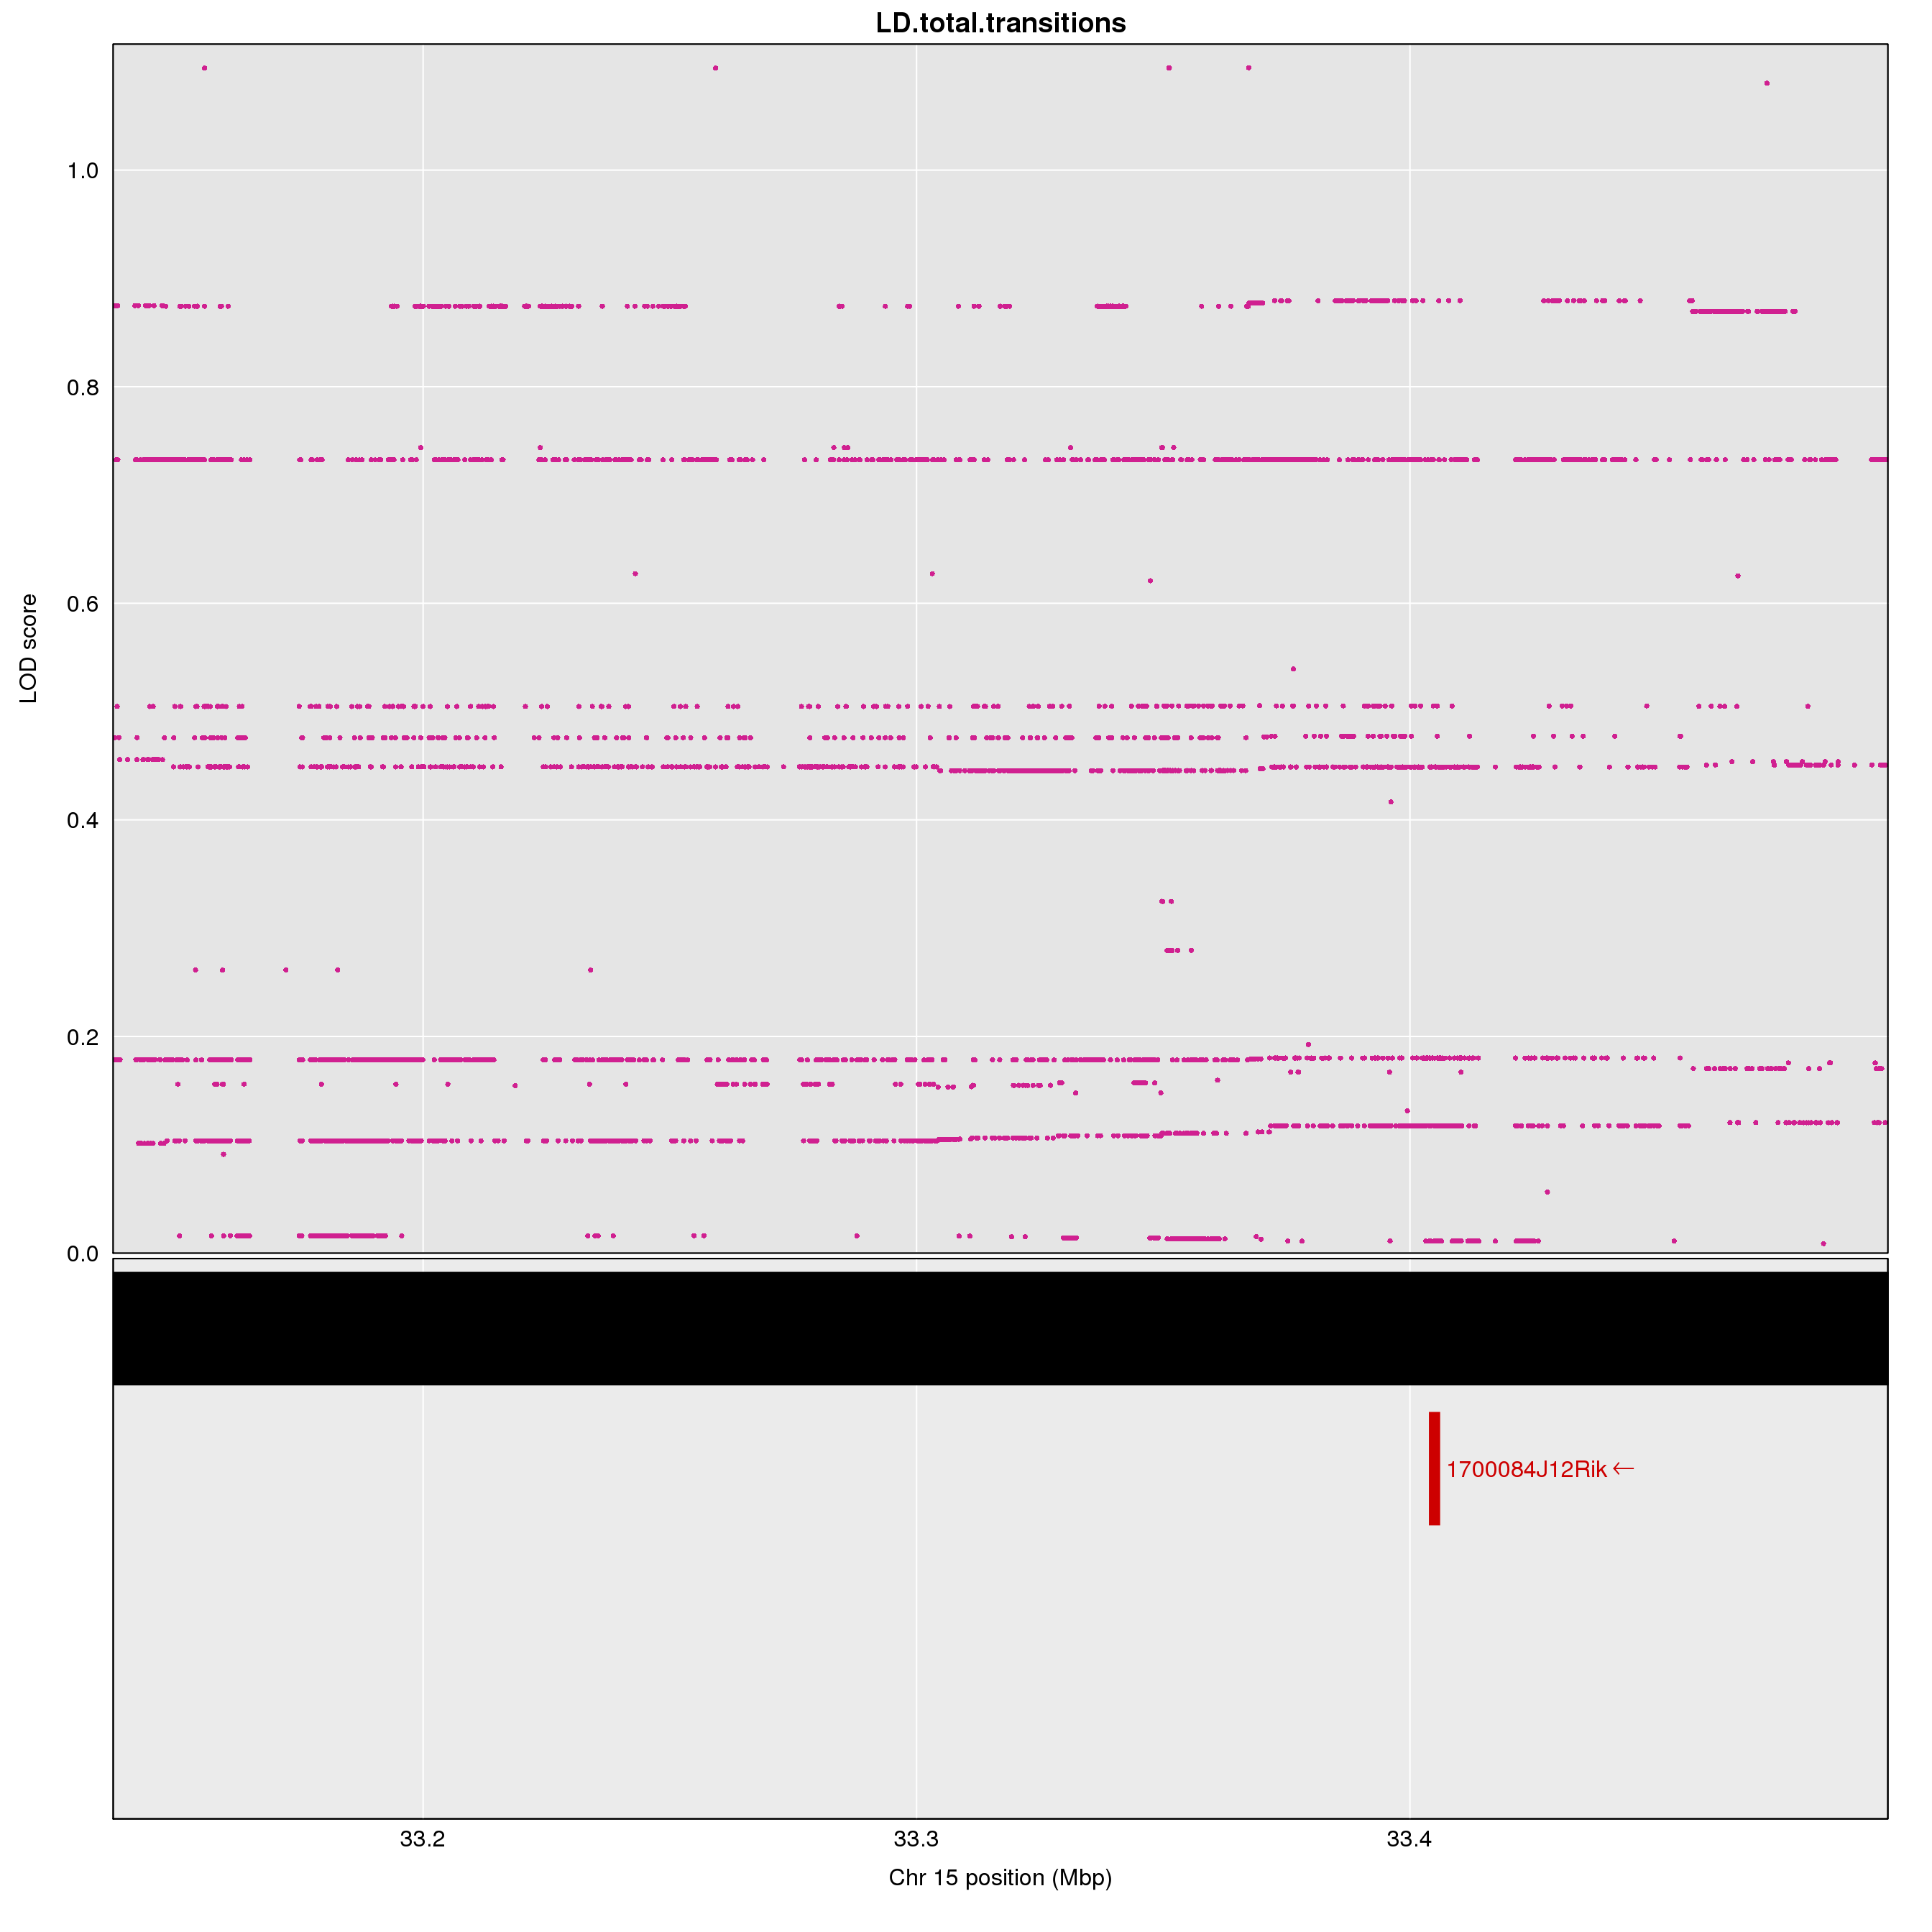 LD.total.transitions
1.0
0.8
0.6
0.4
0.2
0.0
LOD score
1700084J12Rik ←
33.2 33.3 33.4
Chr 15 position (Mbp)